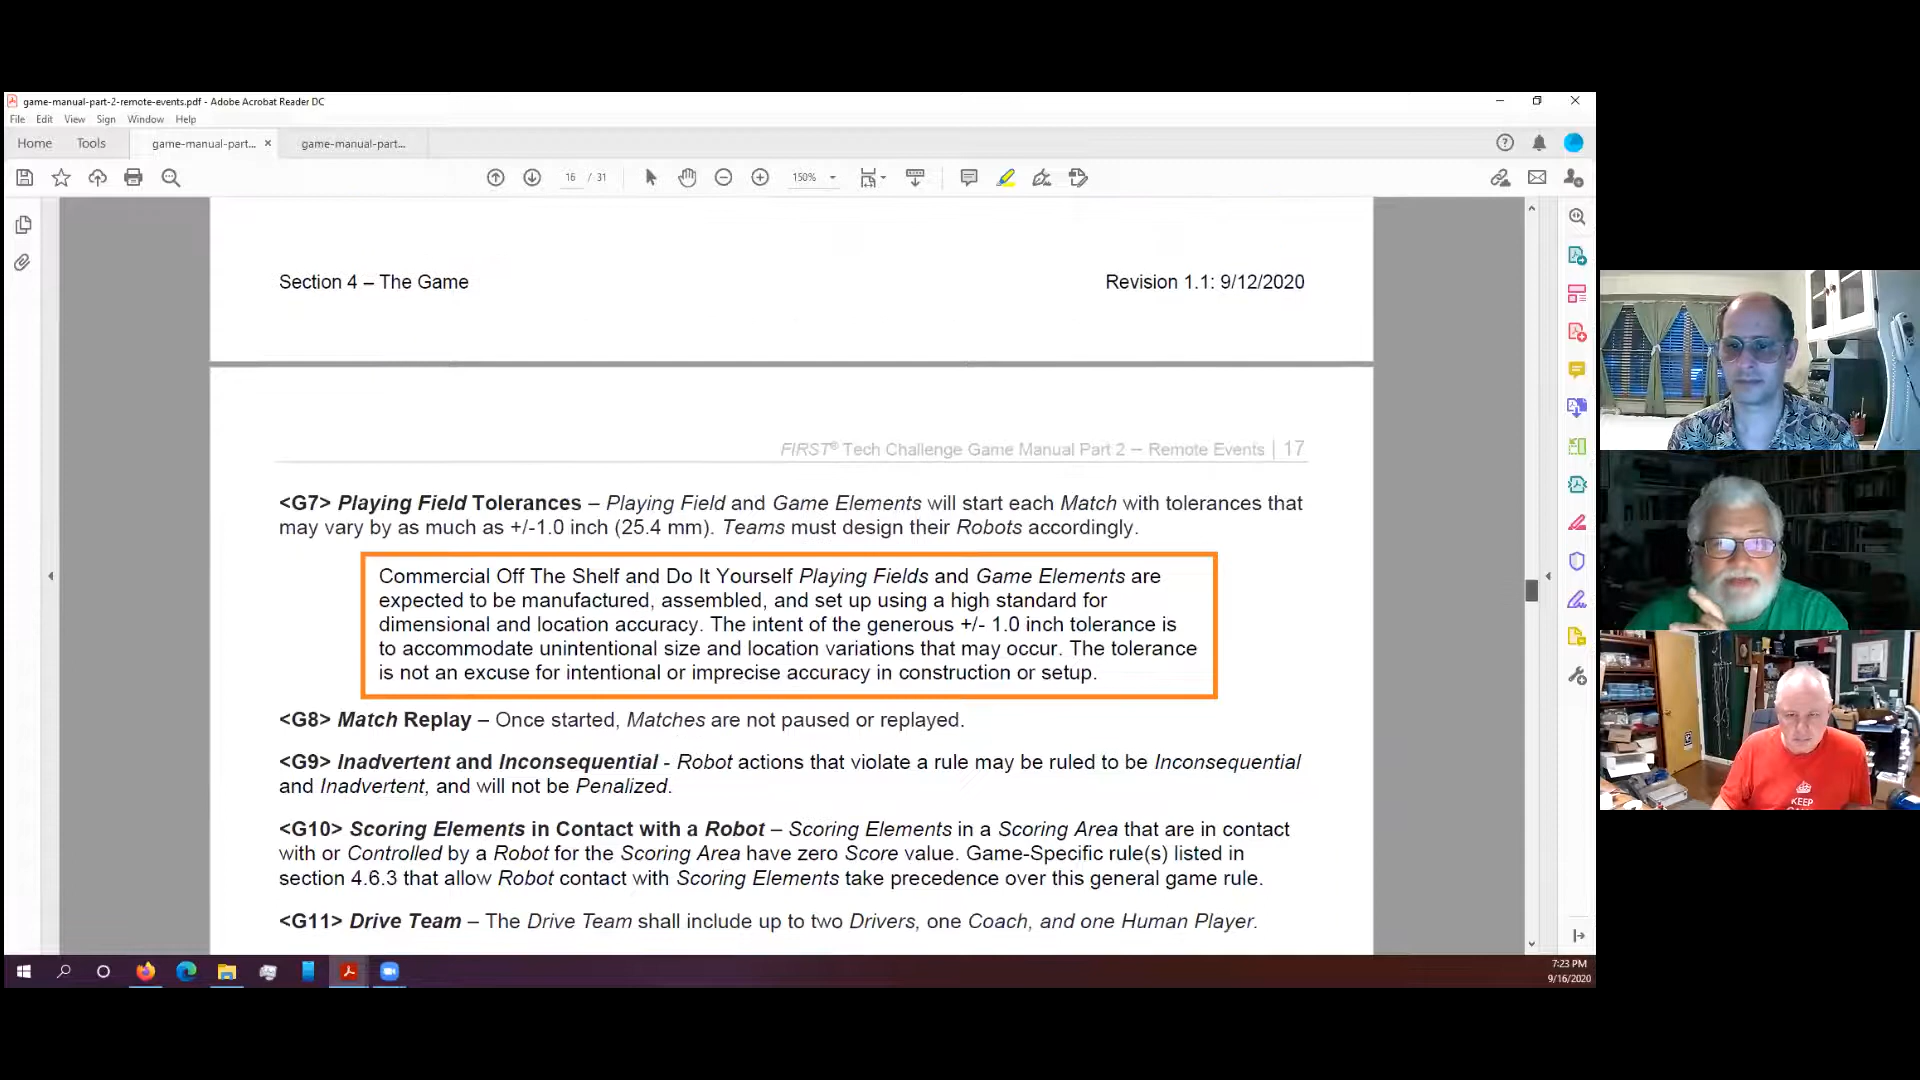 game-manual-part-2-remote-events.pdf - Adobe Acrobat Reader DC
File Edit View Sign Window Help
Home Tools game-manual-part... × game-manual-part...
16 / 31 150%
Section 4 – The Game Revision 1.1: 9/12/2020
FIRST® Tech Challenge Game Manual Part 2 – Remote Events | 17
<G7> Playing Field Tolerances – Playing Field and Game Elements will start each Match with tolerances that
may vary by as much as +/-1.0 inch (25.4 mm). Teams must design their Robots accordingly.
Commercial Off The Shelf and Do It Yourself Playing Fields and Game Elements are
expected to be manufactured, assembled, and set up using a high standard for
dimensional and location accuracy. The intent of the generous +/- 1.0 inch tolerance is
to accommodate unintentional size and location variations that may occur. The tolerance
is not an excuse for intentional or imprecise accuracy in construction or setup.
<G8> Match Replay – Once started, Matches are not paused or replayed.
<G9> Inadvertent and Inconsequential - Robot actions that violate a rule may be ruled to be Inconsequential
and Inadvertent, and will not be Penalized.
<G10> Scoring Elements in Contact with a Robot – Scoring Elements in a Scoring Area that are in contact
with or Controlled by a Robot for the Scoring Area have zero Score value. Game-Specific rule(s) listed in
section 4.6.3 that allow Robot contact with Scoring Elements take precedence over this general game rule.
<G11> Drive Team – The Drive Team shall include up to two Drivers, one Coach, and one Human Player.
KEEP
7:23 PM
9/16/2020